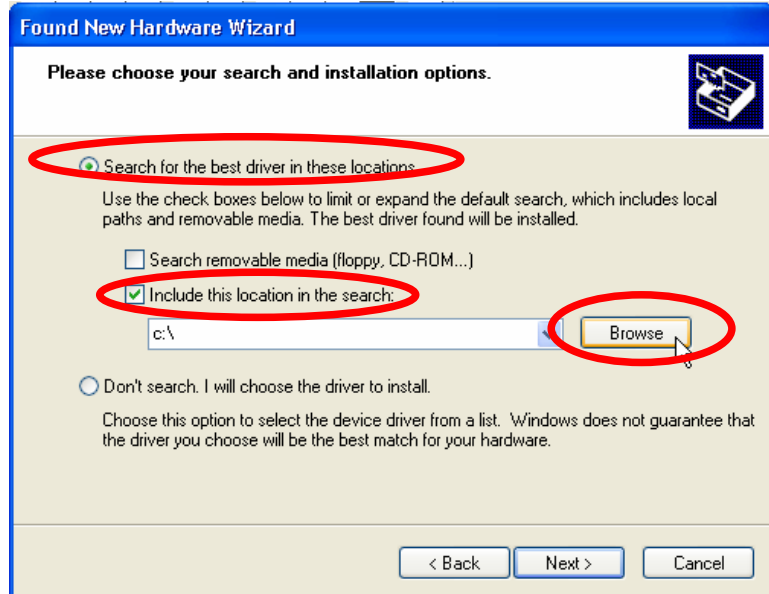 Found New Hardware Wizard
Please choose your search and installation options.
Search for the best driver in these locations.
Use the check boxes below to limit or expand the default search, which includes local
paths and removable media. The best driver found will be installed.
Search removable media (floppy, CD-ROM...)
Include this location in the search:
c:\
Browse
Don't search. I will choose the driver to install.
Choose this option to select the device driver from a list. Windows does not guarantee that
the driver you choose will be the best match for your hardware.
< Back
Next >
Cancel